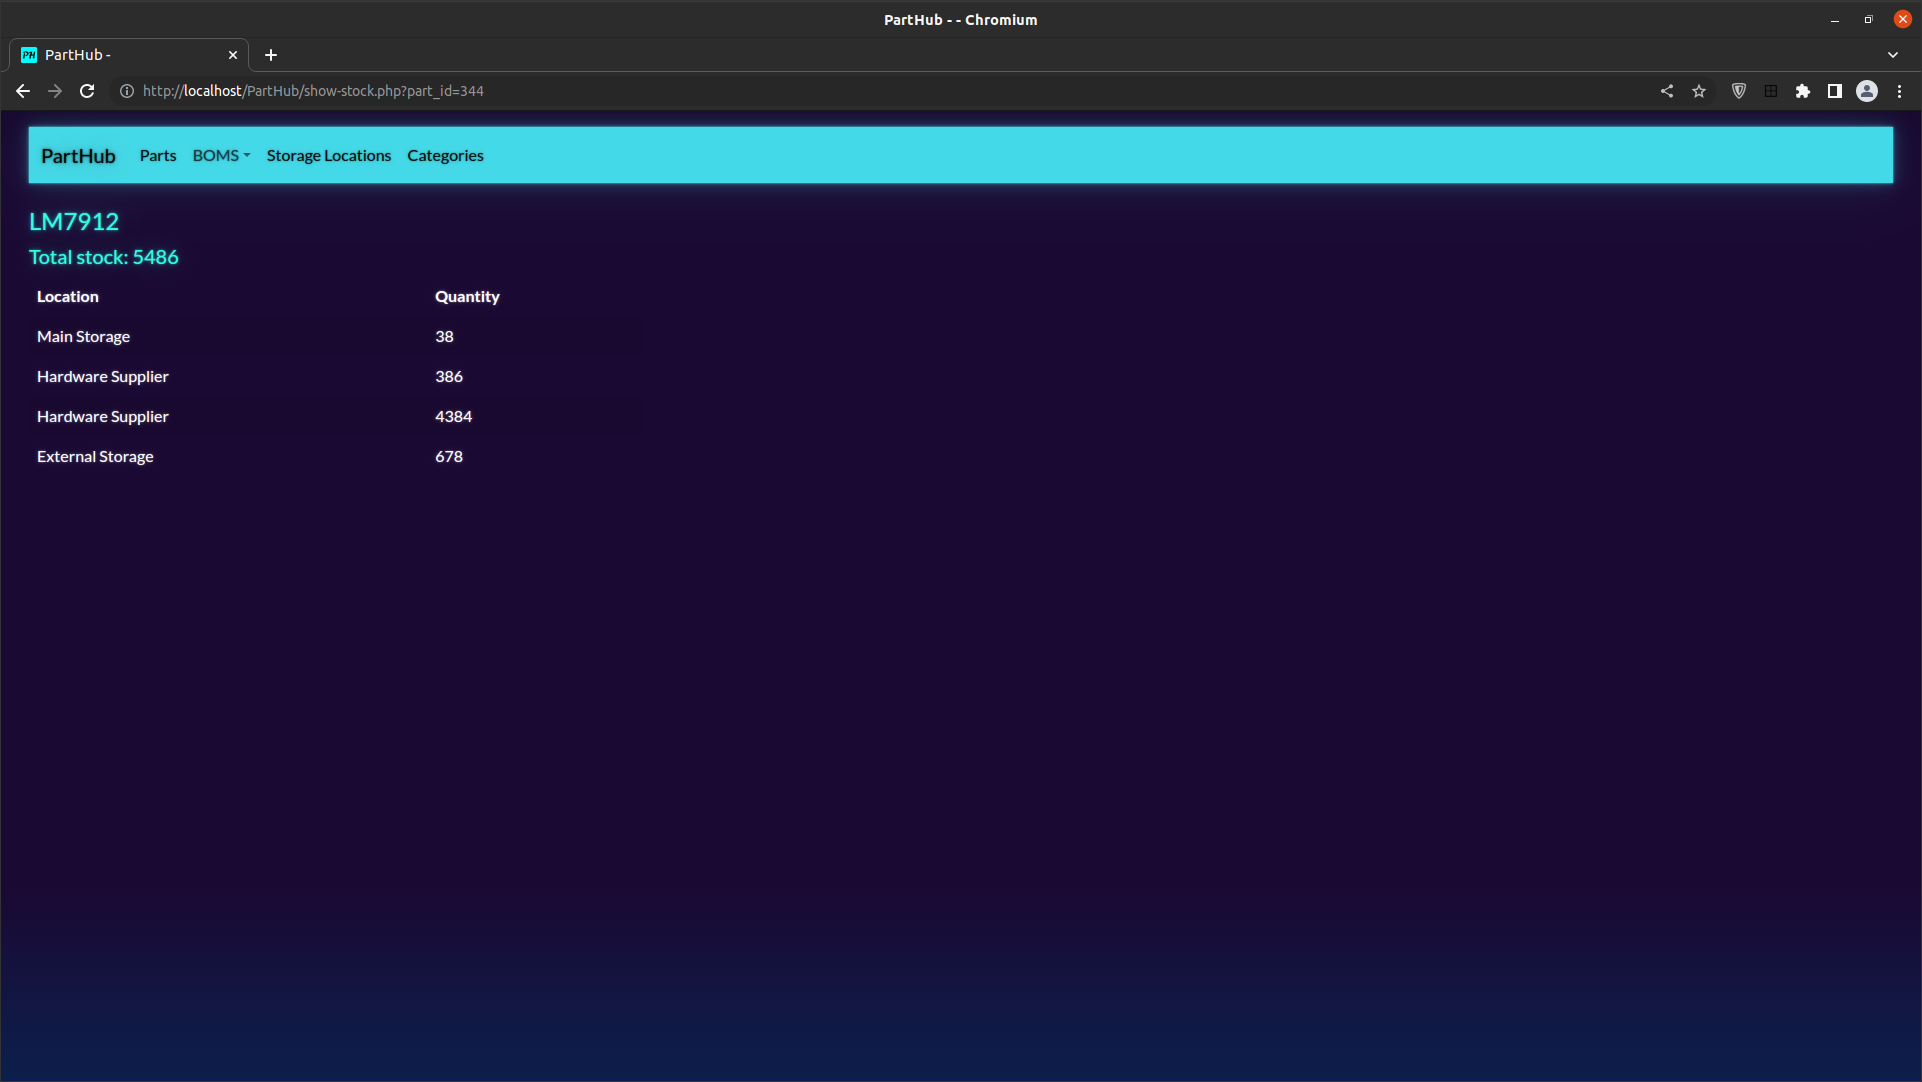 PartHub - - Chromium
PH PartHub -
http://localhost/PartHub/show-stock.php?part_id=344
PartHub Parts BOMS Storage Locations Categories
LM7912
Total stock: 5486
Location Quantity
Main Storage 38
Hardware Supplier 386
Hardware Supplier 4384
External Storage 678